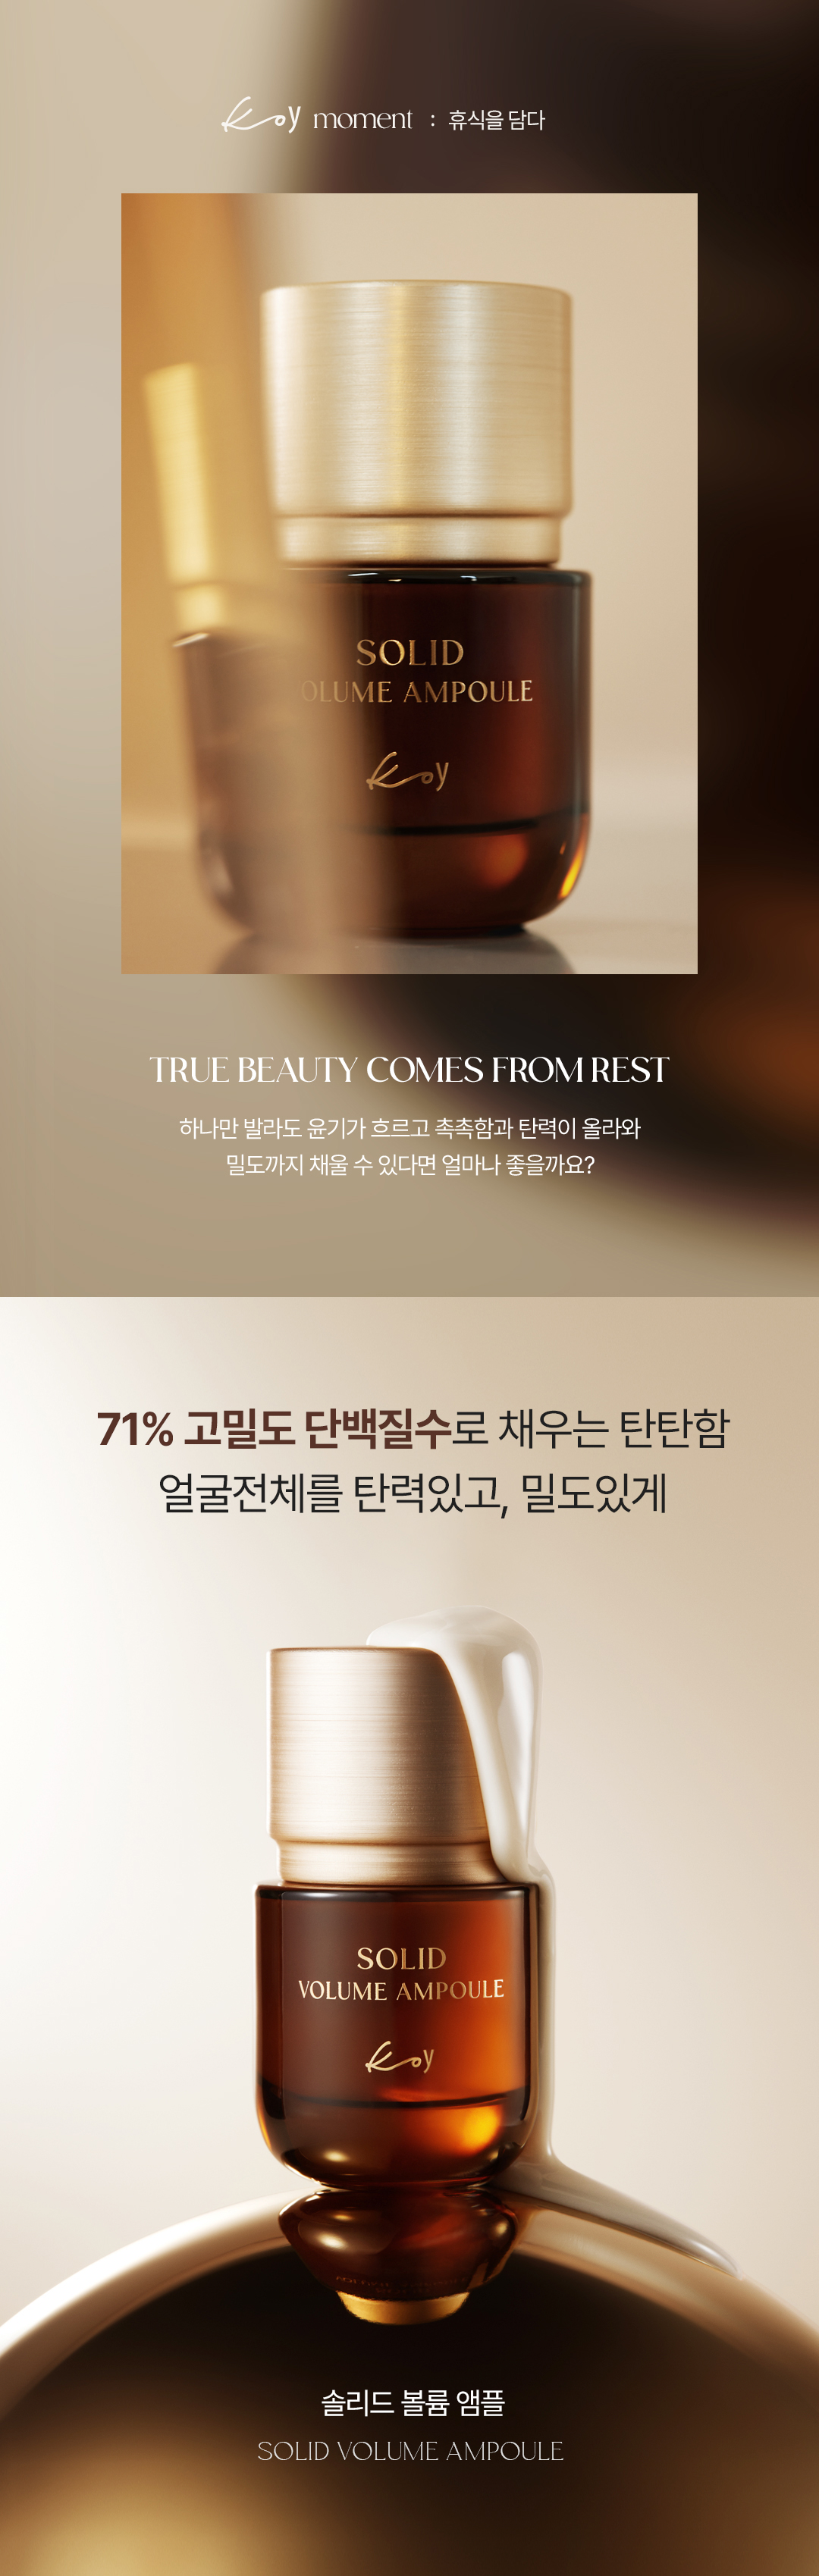 Koy moment : 휴식을 담다
SOLID
VOLUME AMPOULE
Koy
TRUE BEAUTY COMES FROM REST
하나만 발라도 윤기가 흐르고 촉촉함과 탄력이 올라와
밀도까지 채울 수 있다면 얼마나 좋을까요?
71% 고밀도 단백질수로 채우는 탄탄함
얼굴전체를 탄력있고, 밀도있게
SOLID
VOLUME AMPOULE
Koy
솔리드 볼륨 앰플
SOLID VOLUME AMPOULE